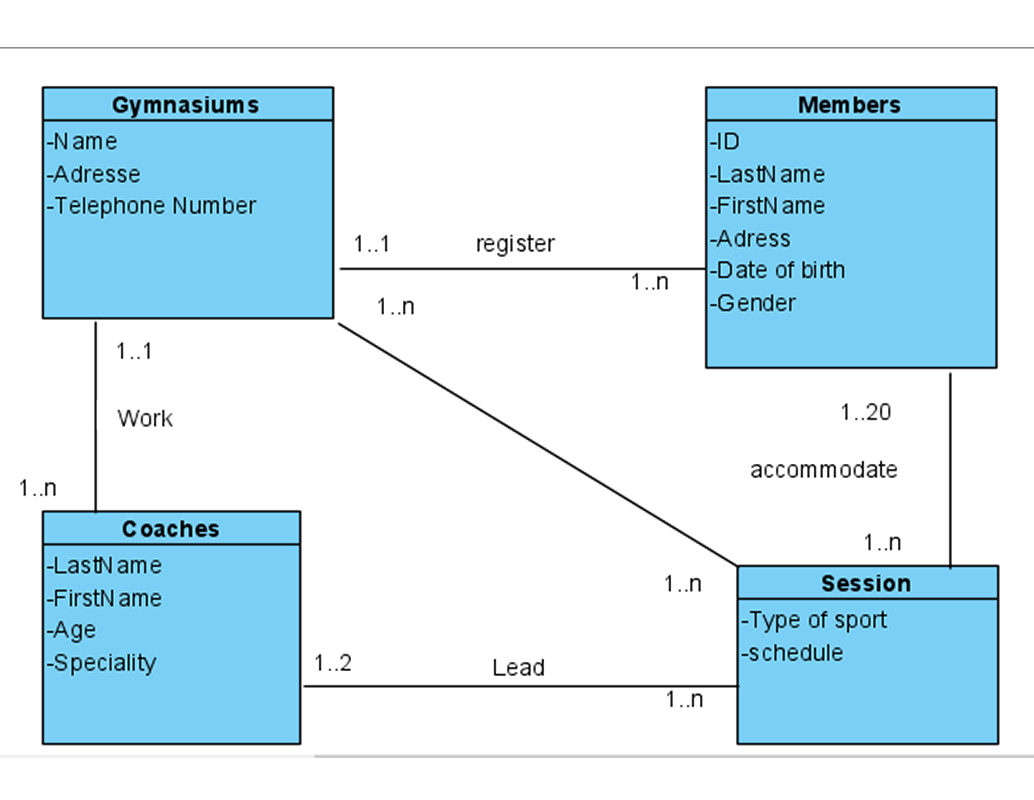 Gymnasiums
-Name
-Adresse
-Telephone Number
Members
-ID
-LastName
-FirstName
-Adress
-Date of birth
-Gender
1..1
register
1..n
1..n
1..1
Work
1..n
1..20
accommodate
1..n
Coaches
-LastName
-FirstName
-Age
-Speciality
1..n
Session
-Type of sport
-schedule
1..2
Lead
1..n